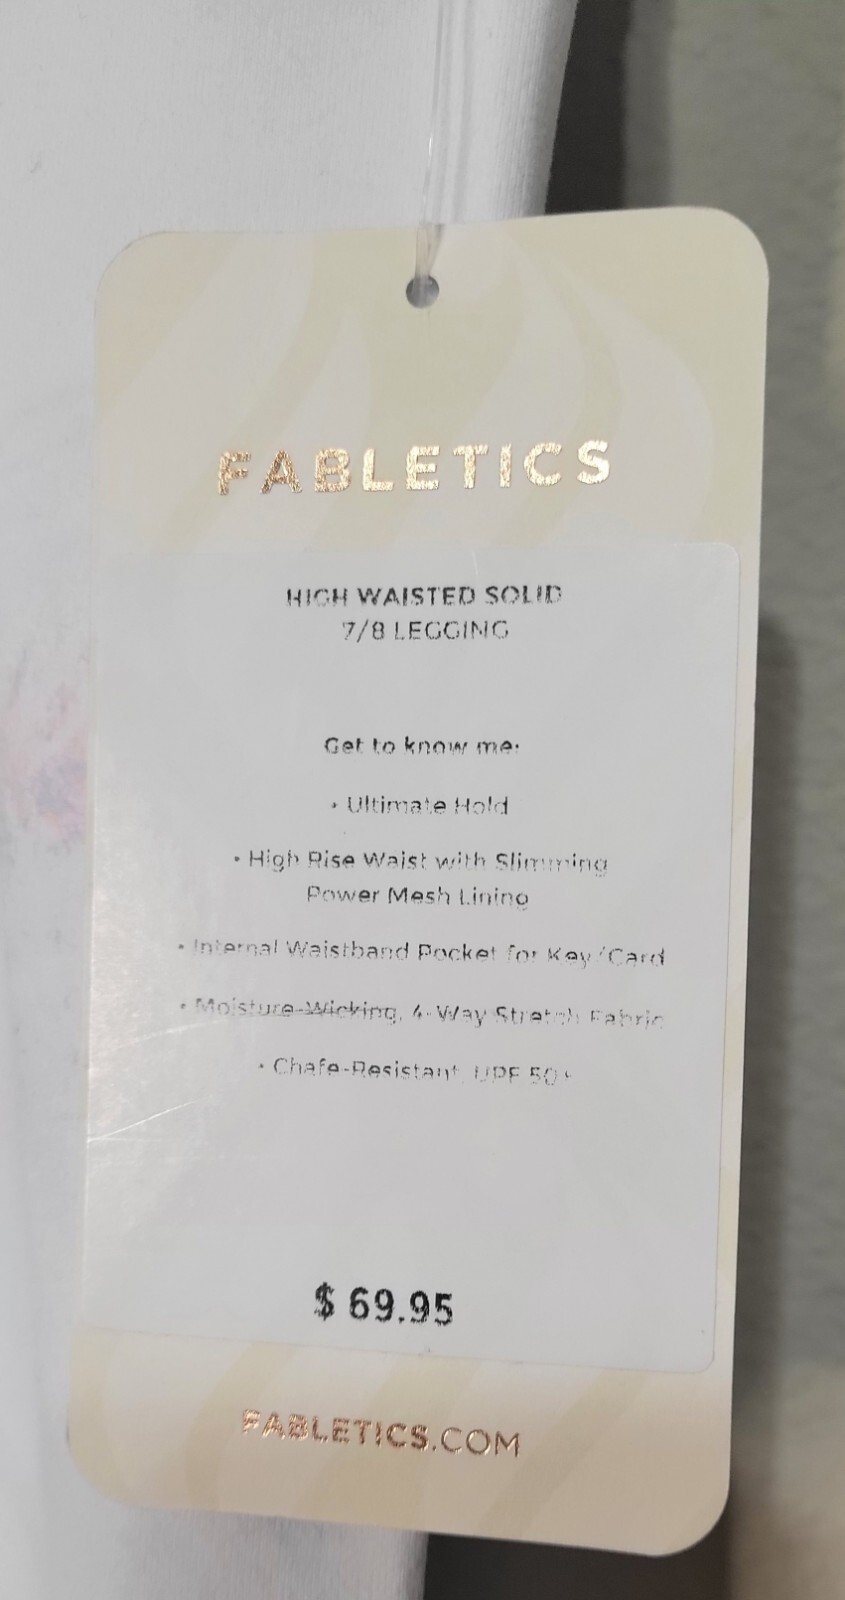 FABLETICS
HIGH WAISTED SOLID
7/8 LEGGING
Get to know me:
• Ultimate Hold
• High Rise Waist with Slimming
Power Mesh Lining
• Internal Waistband Pocket for Key/Card
• Moisture-Wicking, 4-Way Stretch Fabric
• Chafe-Resistant, UPF 50+
$ 69.95
FABLETICS.COM